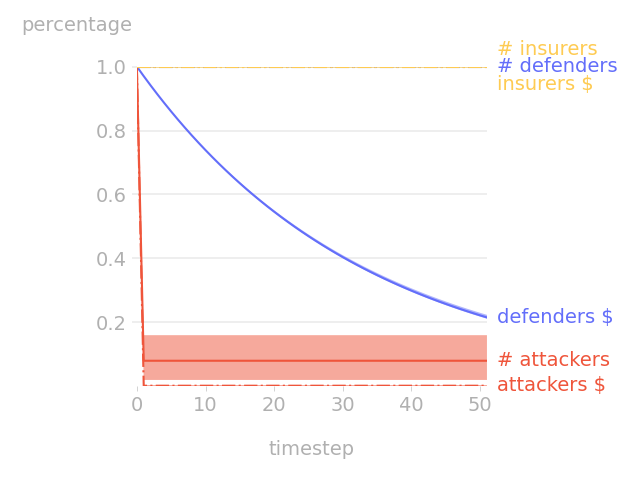 percentage
# insurers
# defenders
insurers $
1.0
0.8
0.6
0.4
0.2
defenders $
# attackers
attackers $
0 10 20 30 40 50
timestep